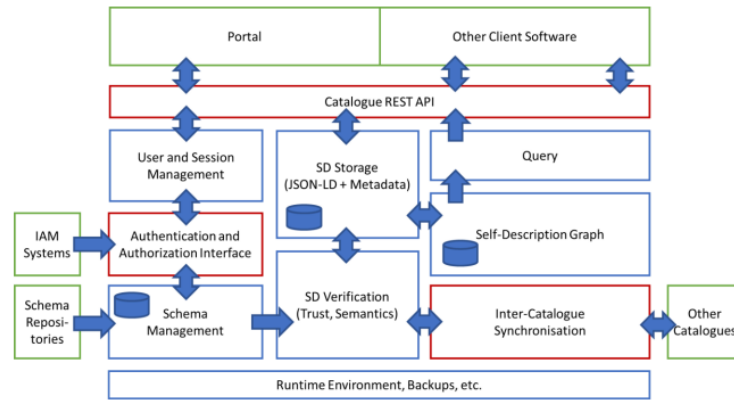 Portal
Other Client Software
Catalogue REST API
User and Session
Management
SD Storage
(JSON-LD + Metadata)
Query
IAM
Systems
Authentication and
Authorization Interface
Self-Description Graph
Schema
Reposi-
tories
Schema
Management
SD Verification
(Trust, Semantics)
Inter-Catalogue
Synchronisation
Other
Catalogues
Runtime Environment, Backups, etc.